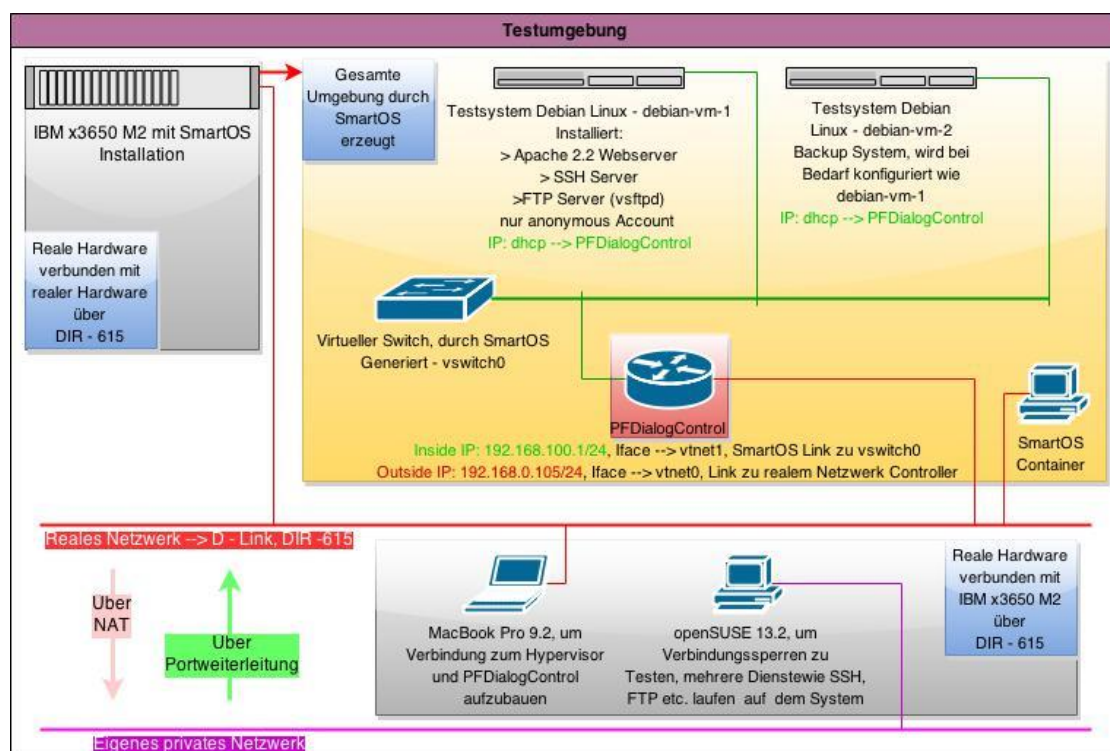 Testumgebung
IBM x3650 M2 mit SmartOS
Installation
Reale Hardware
verbunden mit
realer Hardware
über
DIR - 615
Gesamte
Umgebung durch
SmartOS
erzeugt
Testsystem Debian Linux - debian-vm-1
Installiert:
> Apache 2.2 Webserver
> SSH Server
>FTP Server (vsftpd)
nur anonymous Account
IP: dhcp --> PFDialogControl
Testsystem Debian
Linux - debian-vm-2
Backup System, wird bei
Bedarf konfiguriert wie
debian-vm-1
IP: dhcp --> PFDialogControl
Virtueller Switch, durch SmartOS
Generiert - vswitch0
PFDialogControl
Inside IP: 192.168.100.1/24, Iface --> vtnet1, SmartOS Link zu vswitch0
Outside IP: 192.168.0.105/24, Iface --> vtnet0, Link zu realem Netzwerk Controller
SmartOS
Container
Reales Netzwerk --> D - Link, DIR -615
Über
NAT
Über
Portweiterleitung
MacBook Pro 9.2, um
Verbindung zum Hypervisor
und PFDialogControl
aufzubauen
openSUSE 13.2, um
Verbindungssperren zu
Testen, mehrere Dienstewie SSH,
FTP etc. laufen auf dem System
Reale Hardware
verbunden mit
IBM x3650 M2
über
DIR - 615
Eigenes privates Netzwerk